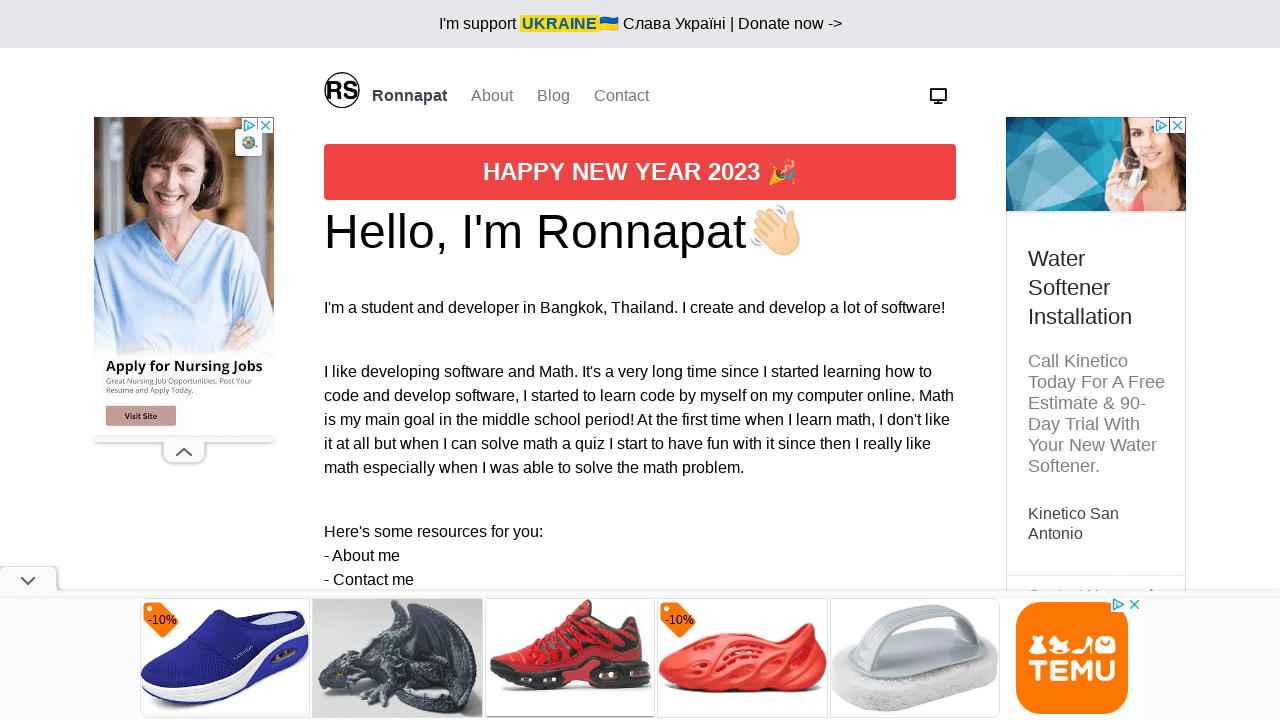 I'm support UKRAINE🇺🇦 Слава Україні | Donate now ->
RS Ronnapat About Blog Contact
HAPPY NEW YEAR 2023 🎉
Hello, I'm Ronnapat👋🏻
I'm a student and developer in Bangkok, Thailand. I create and develop a lot of software!
I like developing software and Math. It's a very long time since I started learning how to
code and develop software, I started to learn code by myself on my computer online. Math
is my main goal in the middle school period! At the first time when I learn math, I don't like
it at all but when I can solve math a quiz I start to have fun with it since then I really like
math especially when I was able to solve the math problem.
Here's some resources for you:
- About me
- Contact me
Apply for Nursing Jobs
Great Nursing Job Opportunities. Post Your
Resume and Apply Today.
Visit Site
Water
Softener
Installation
Call Kinetico
Today For A Free
Estimate & 90-
Day Trial With
Your New Water
Softener.
Kinetico San
Antonio
-10%
FASHION
-10%
TEMU